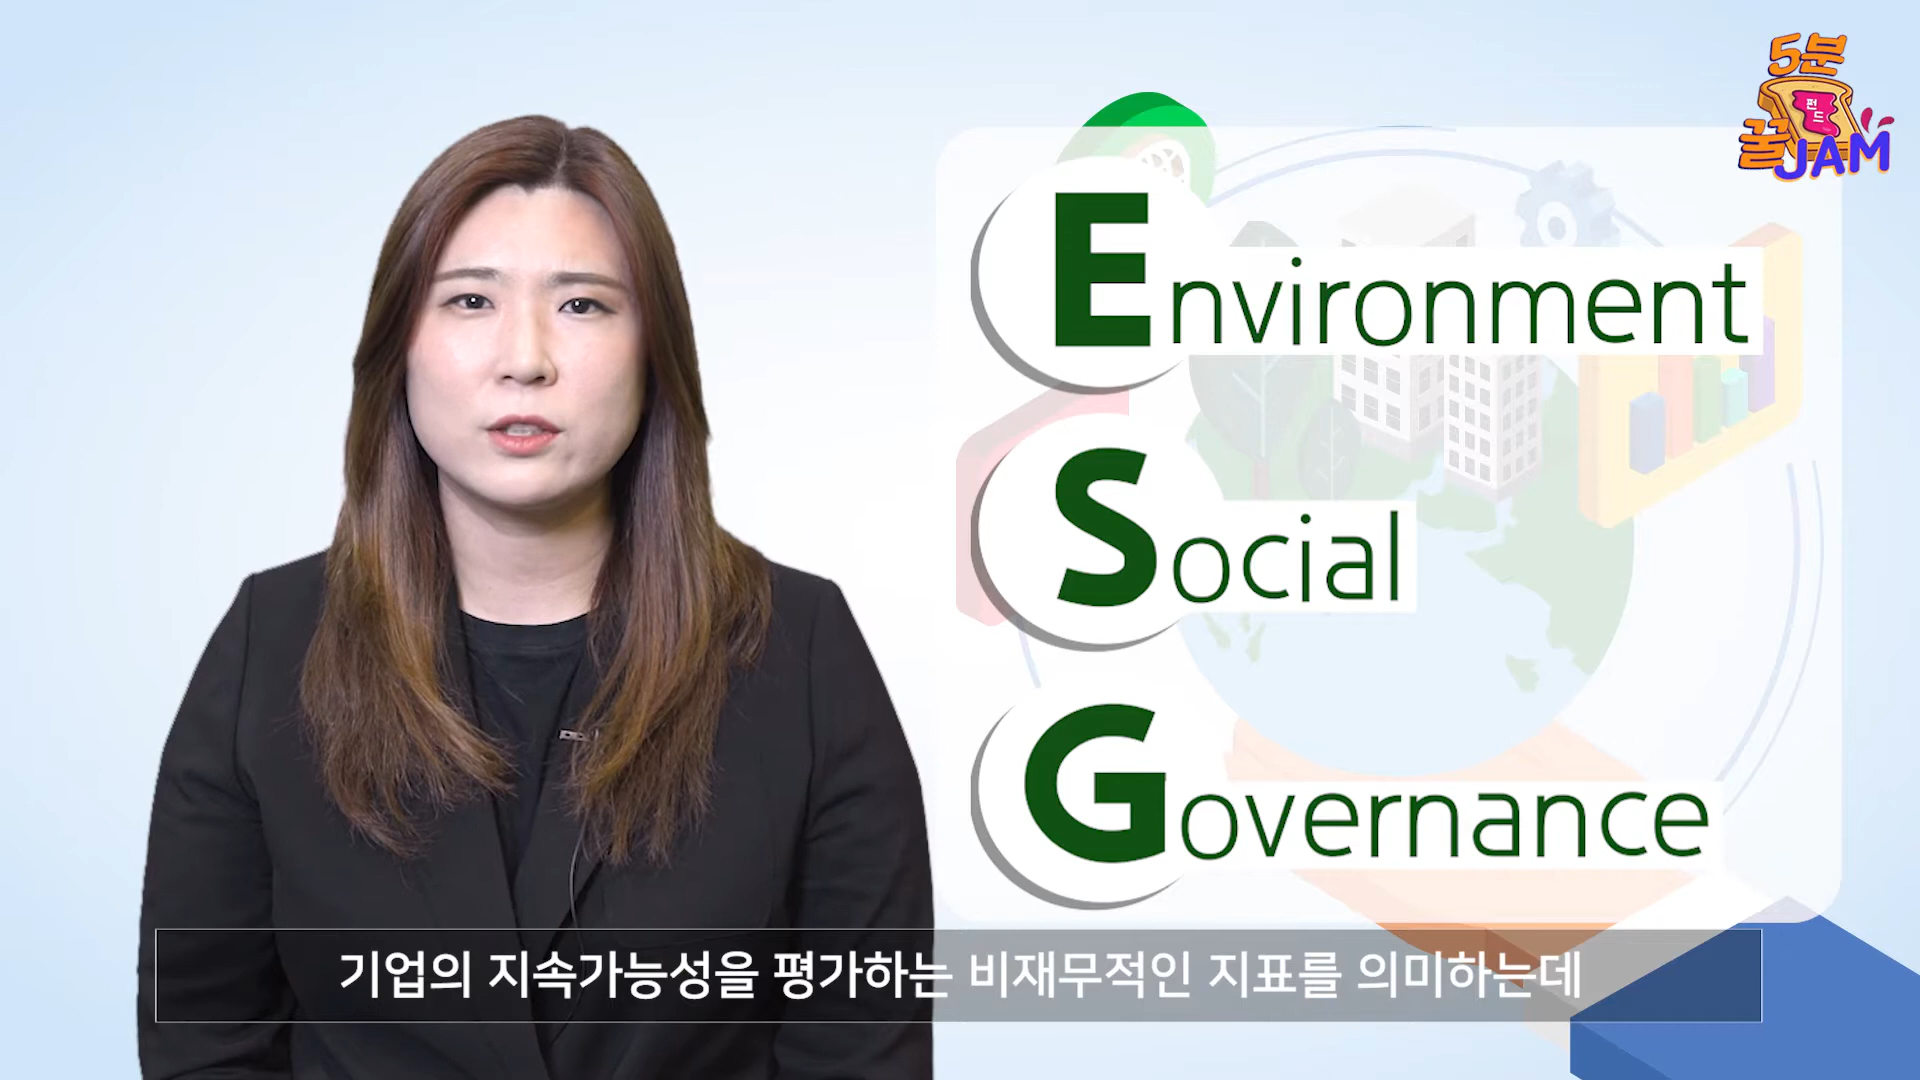 5분
펀드
꿀JAM
Environment
Social
Governance
기업의 지속가능성을 평가하는 비재무적인 지표를 의미하는데